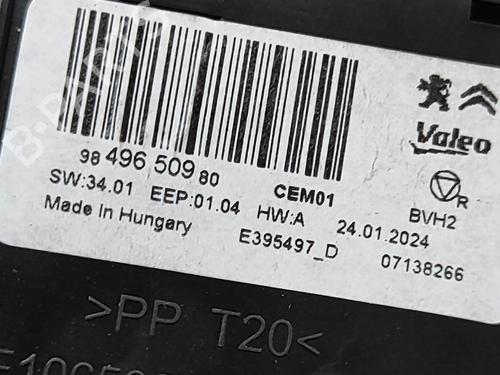 B-PARTS
Valeo
98 496 509 80
CEM01
R
BVH2
SW:34.01 EEP:01.04 HW:A 24.01.2024
Made in Hungary E395497_D 07138266
>PP T20<